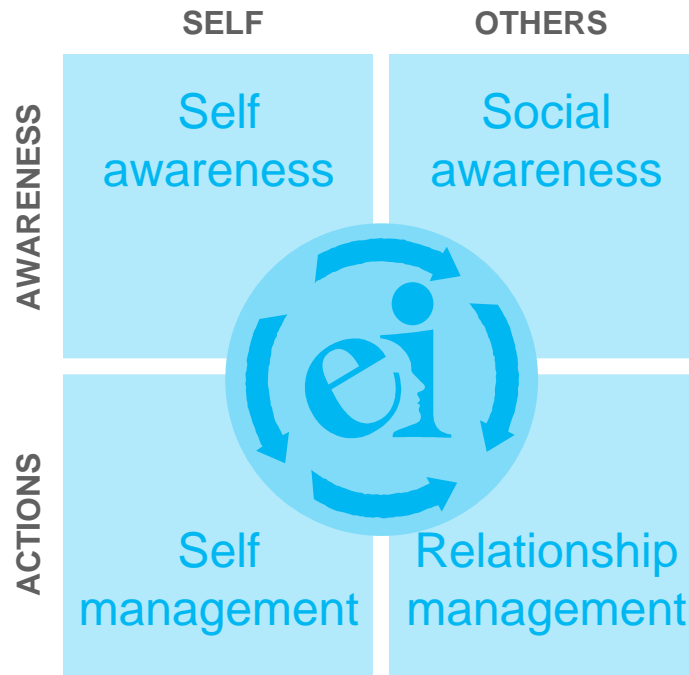 SELF OTHERS
AWARENESS
Self
awareness
Social
awareness
ei
ACTIONS
Self
management
Relationship
management